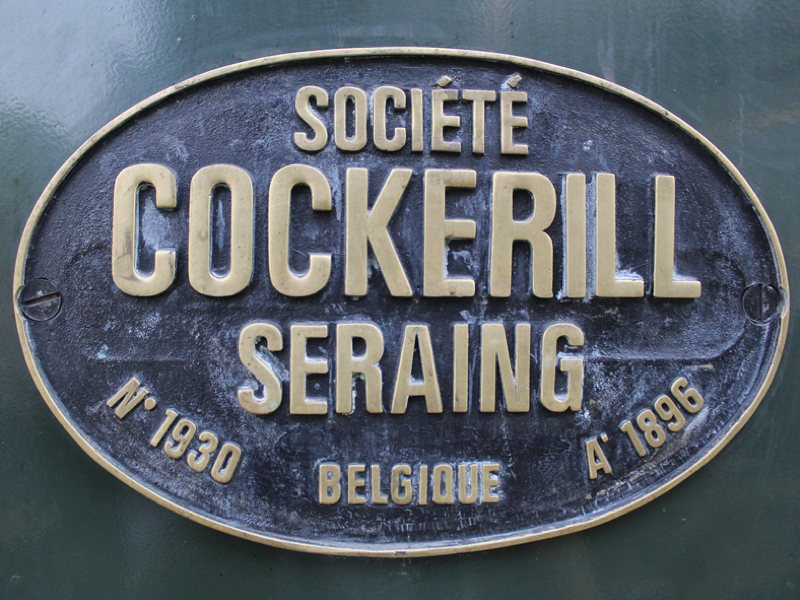 SOCIÉTÉ
COCKERILL
SERAING
N° 1930
BELGIQUE
A° 1896